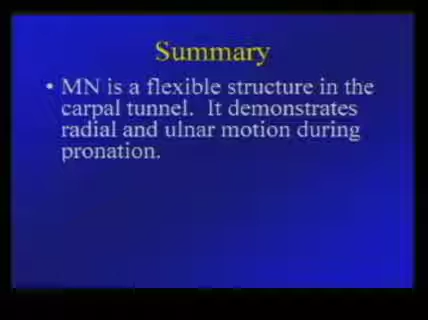 Summary
• MN is a flexible structure in the
carpal tunnel. It demonstrates
radial and ulnar motion during
pronation.